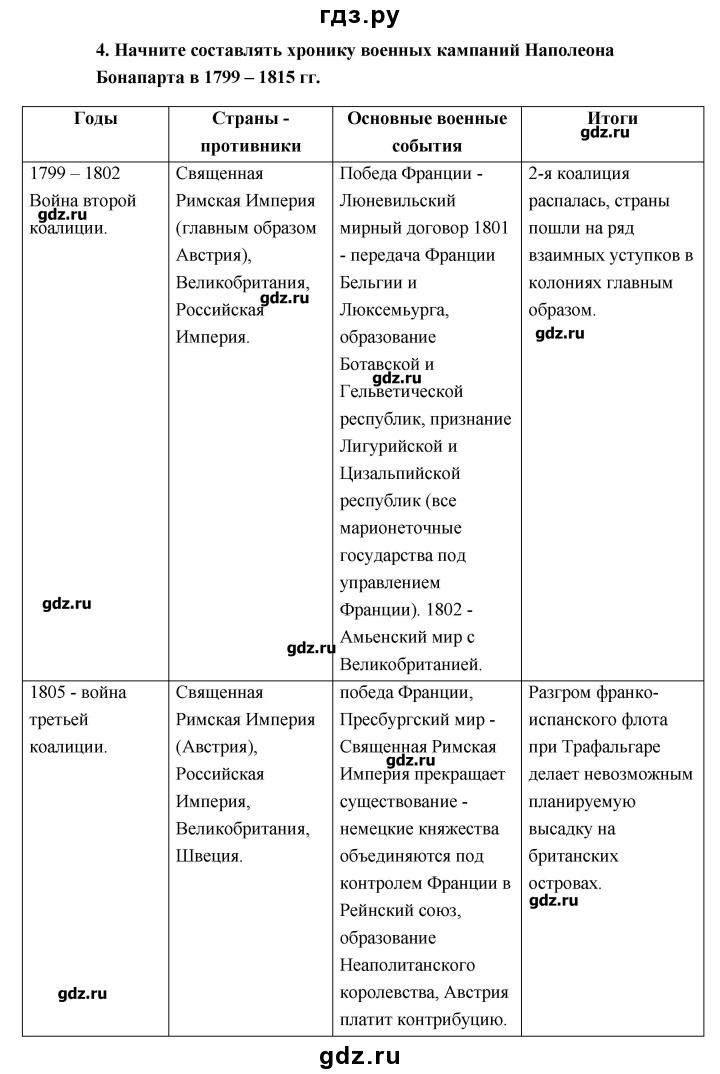 гдз.ру
4. Начните составлять хронику военных кампаний Наполеона
Бонапарта в 1799 – 1815 гг.
Годы
Страны -
противники
Основные военные
события
Итоги
gdz.ru
1799 – 1802
Война второй
gdz.ru
коалиции.
gdz.ru
Священная
Римская Империя
(главным образом
Австрия),
Великобритания,
gdz.ru
Российская
Империя.
gdz.ru
Победа Франции -
Люневильский
мирный договор 1801
- передача Франции
Бельгии и
Люксемьурга,
образование
Ботавской и
gdz.ru
Гельветической
республик, признание
Лигурийской и
Цизальпийской
республик (все
марионеточные
государства под
управлением
Франции). 1802 -
Амьенский мир с
Великобританией.
2-я коалиция
распалась, страны
пошли на ряд
взаимных уступков в
колониях главным
образом.
gdz.ru
1805 - война
третьей
коалиции.
gdz.ru
Священная
Римская Империя
(Австрия),
Российская
Империя,
Великобритания,
Швеция.
победа Франции,
Пресбургский мир -
Священная Римская
gdz.ru
Империя прекращает
существование -
немецкие княжества
объединяются под
контролем Франции в
Рейнский союз,
образование
Неаполитанского
королевства, Австрия
платит контрибуцию.
Разгром франко-
испанского флота
при Трафальгаре
делает невозможным
планируемую
высадку на
британских
островах.
gdz.ru
gdz.ru